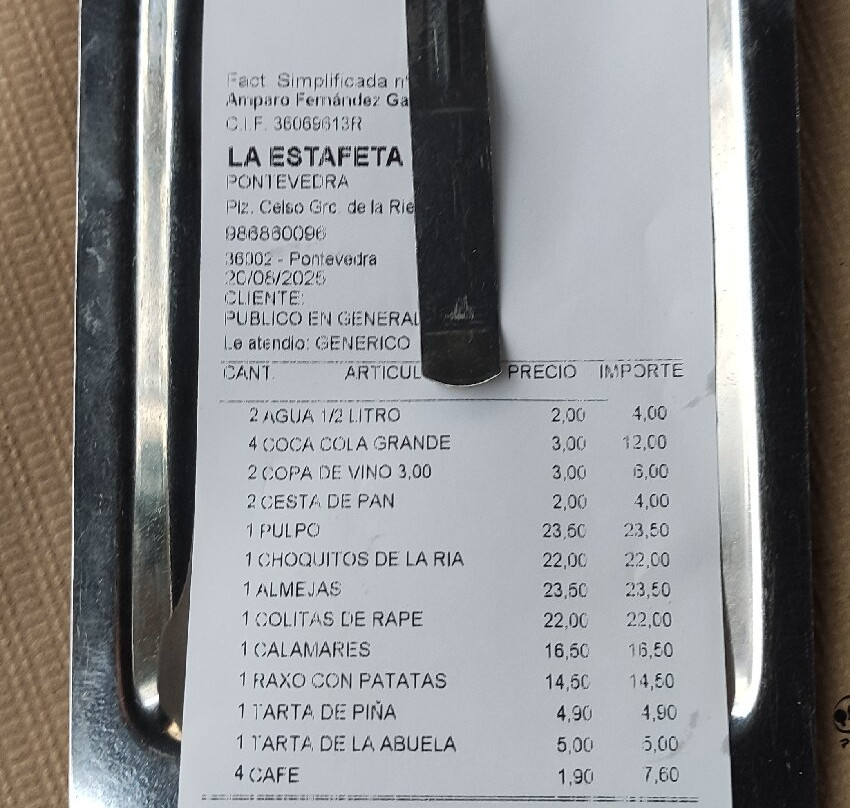 Fact Simplificada nº
Amparo Fernández Ga
C.I.F. 36069613R
LA ESTAFETA
PONTEVEDRA
Plz. Celso Grc. de la Rie
986860096
36002 - Pontevedra
20/08/2025
CLIENTE:
PUBLICO EN GENERAL
Le atendio: GENERICO
CANT. ARTICUL PRECIO IMPORTE
2 AGUA 1/2 LITRO 2,00 4,00
4 COCA COLA GRANDE 3,00 12,00
2 COPA DE VINO 3,00 3,00 6,00
2 CESTA DE PAN 2,00 4,00
1 PULPO 23,50 23,50
1 CHOQUITOS DE LA RIA 22,00 22,00
1 ALMEJAS 23,50 23,50
1 COLITAS DE RAPE 22,00 22,00
1 CALAMARES 16,50 16,50
1 RAXO CON PATATAS 14,50 14,50
1 TARTA DE PIÑA 4,90 4,90
1 TARTA DE LA ABUELA 5,00 5,00
4 CAFE 1,90 7,60